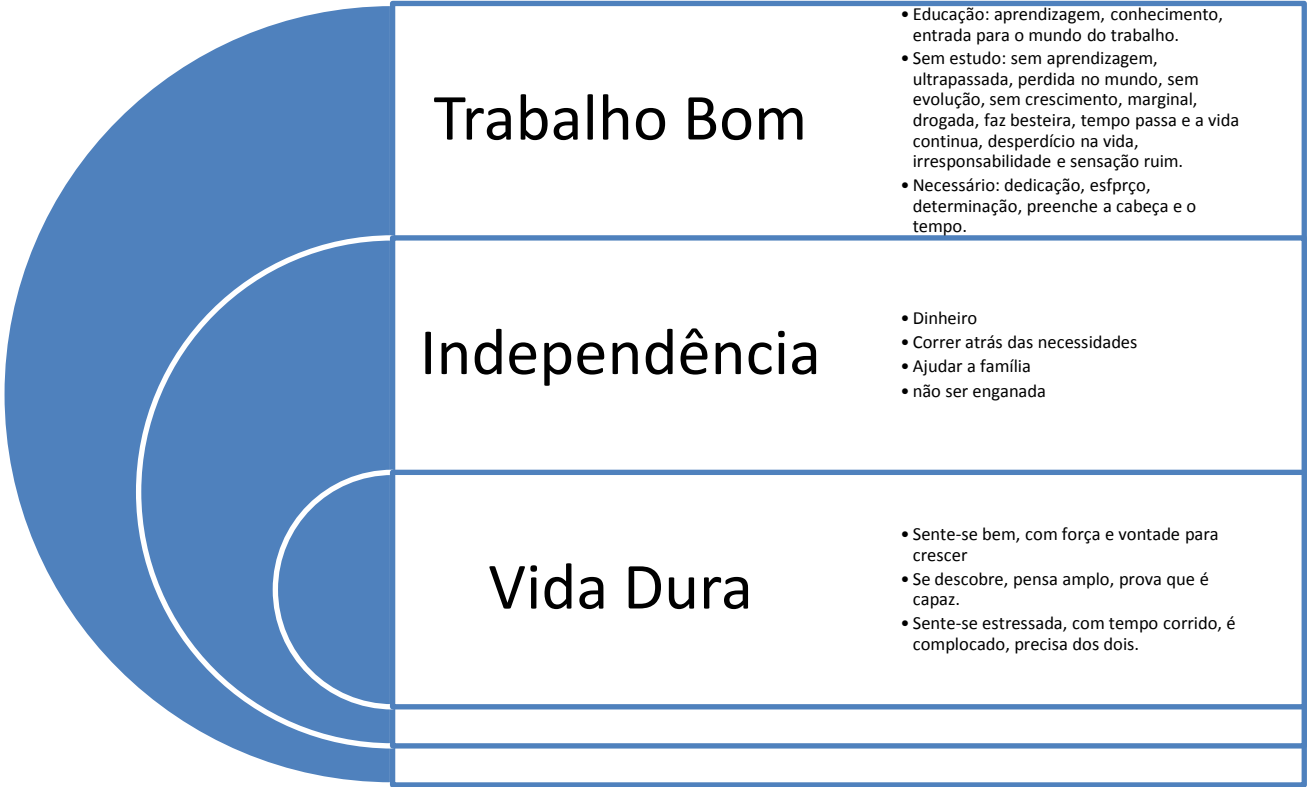 Trabalho Bom
• Educação: aprendizagem, conhecimento,
entrada para o mundo do trabalho.
• Sem estudo: sem aprendizagem,
ultrapassada, perdida no mundo, sem
evolução, sem crescimento, marginal,
drogada, faz besteira, tempo passa e a vida
continua, desperdício na vida,
irresponsabilidade e sensação ruim.
• Necessário: dedicação, esfprço,
determinação, preenche a cabeça e o
tempo.
Independência
• Dinheiro
• Correr atrás das necessidades
• Ajudar a família
• não ser enganada
Vida Dura
• Sente-se bem, com força e vontade para
crescer
• Se descobre, pensa amplo, prova que é
capaz.
• Sente-se estressada, com tempo corrido, é
complocado, precisa dos dois.